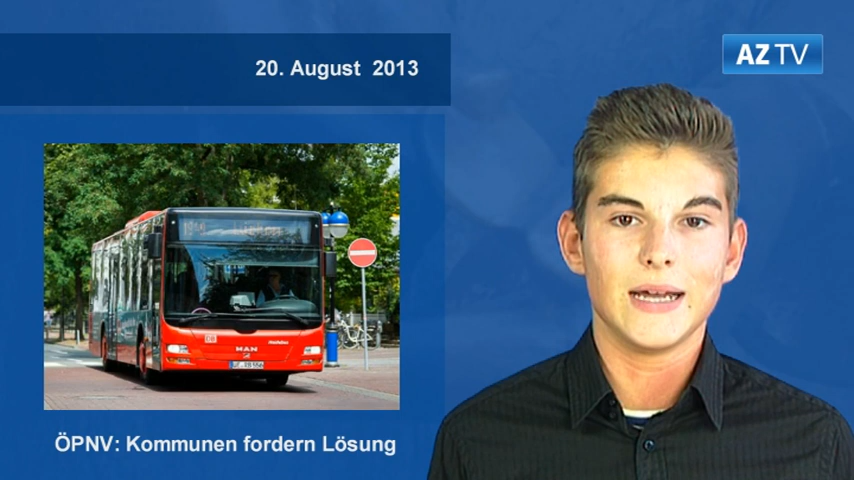 20. August 2013
AZ TV
MAN
ÖPNV: Kommunen fordern Lösung